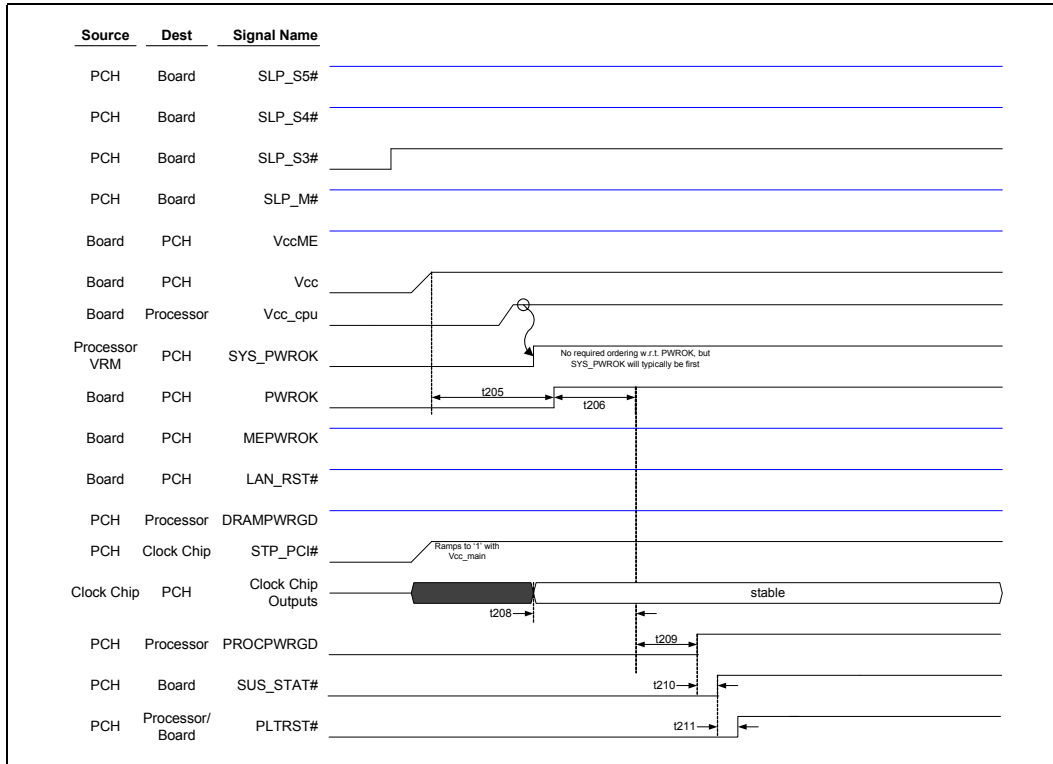 Source Dest Signal Name
PCH Board SLP_S5#
PCH Board SLP_S4#
PCH Board SLP_S3#
PCH Board SLP_M#
Board PCH VccME
Board PCH Vcc
Board Processor Vcc_cpu
Processor
VRM
PCH SYS_PWROK
No required ordering w.r.t. PWROK, but
SYS_PWROK will typically be first
Board PCH PWROK
t205
t206
Board PCH MEPWROK
Board PCH LAN_RST#
PCH Processor DRAMPWRGD
PCH Clock Chip STP_PCI#
Ramps to '1' with
Vcc_main
Clock Chip PCH
Clock Chip
Outputs
stable
t208
PCH Processor PROCPWRGD
t209
PCH Board SUS_STAT#
t210
PCH
Processor/
Board
PLTRST#
t211